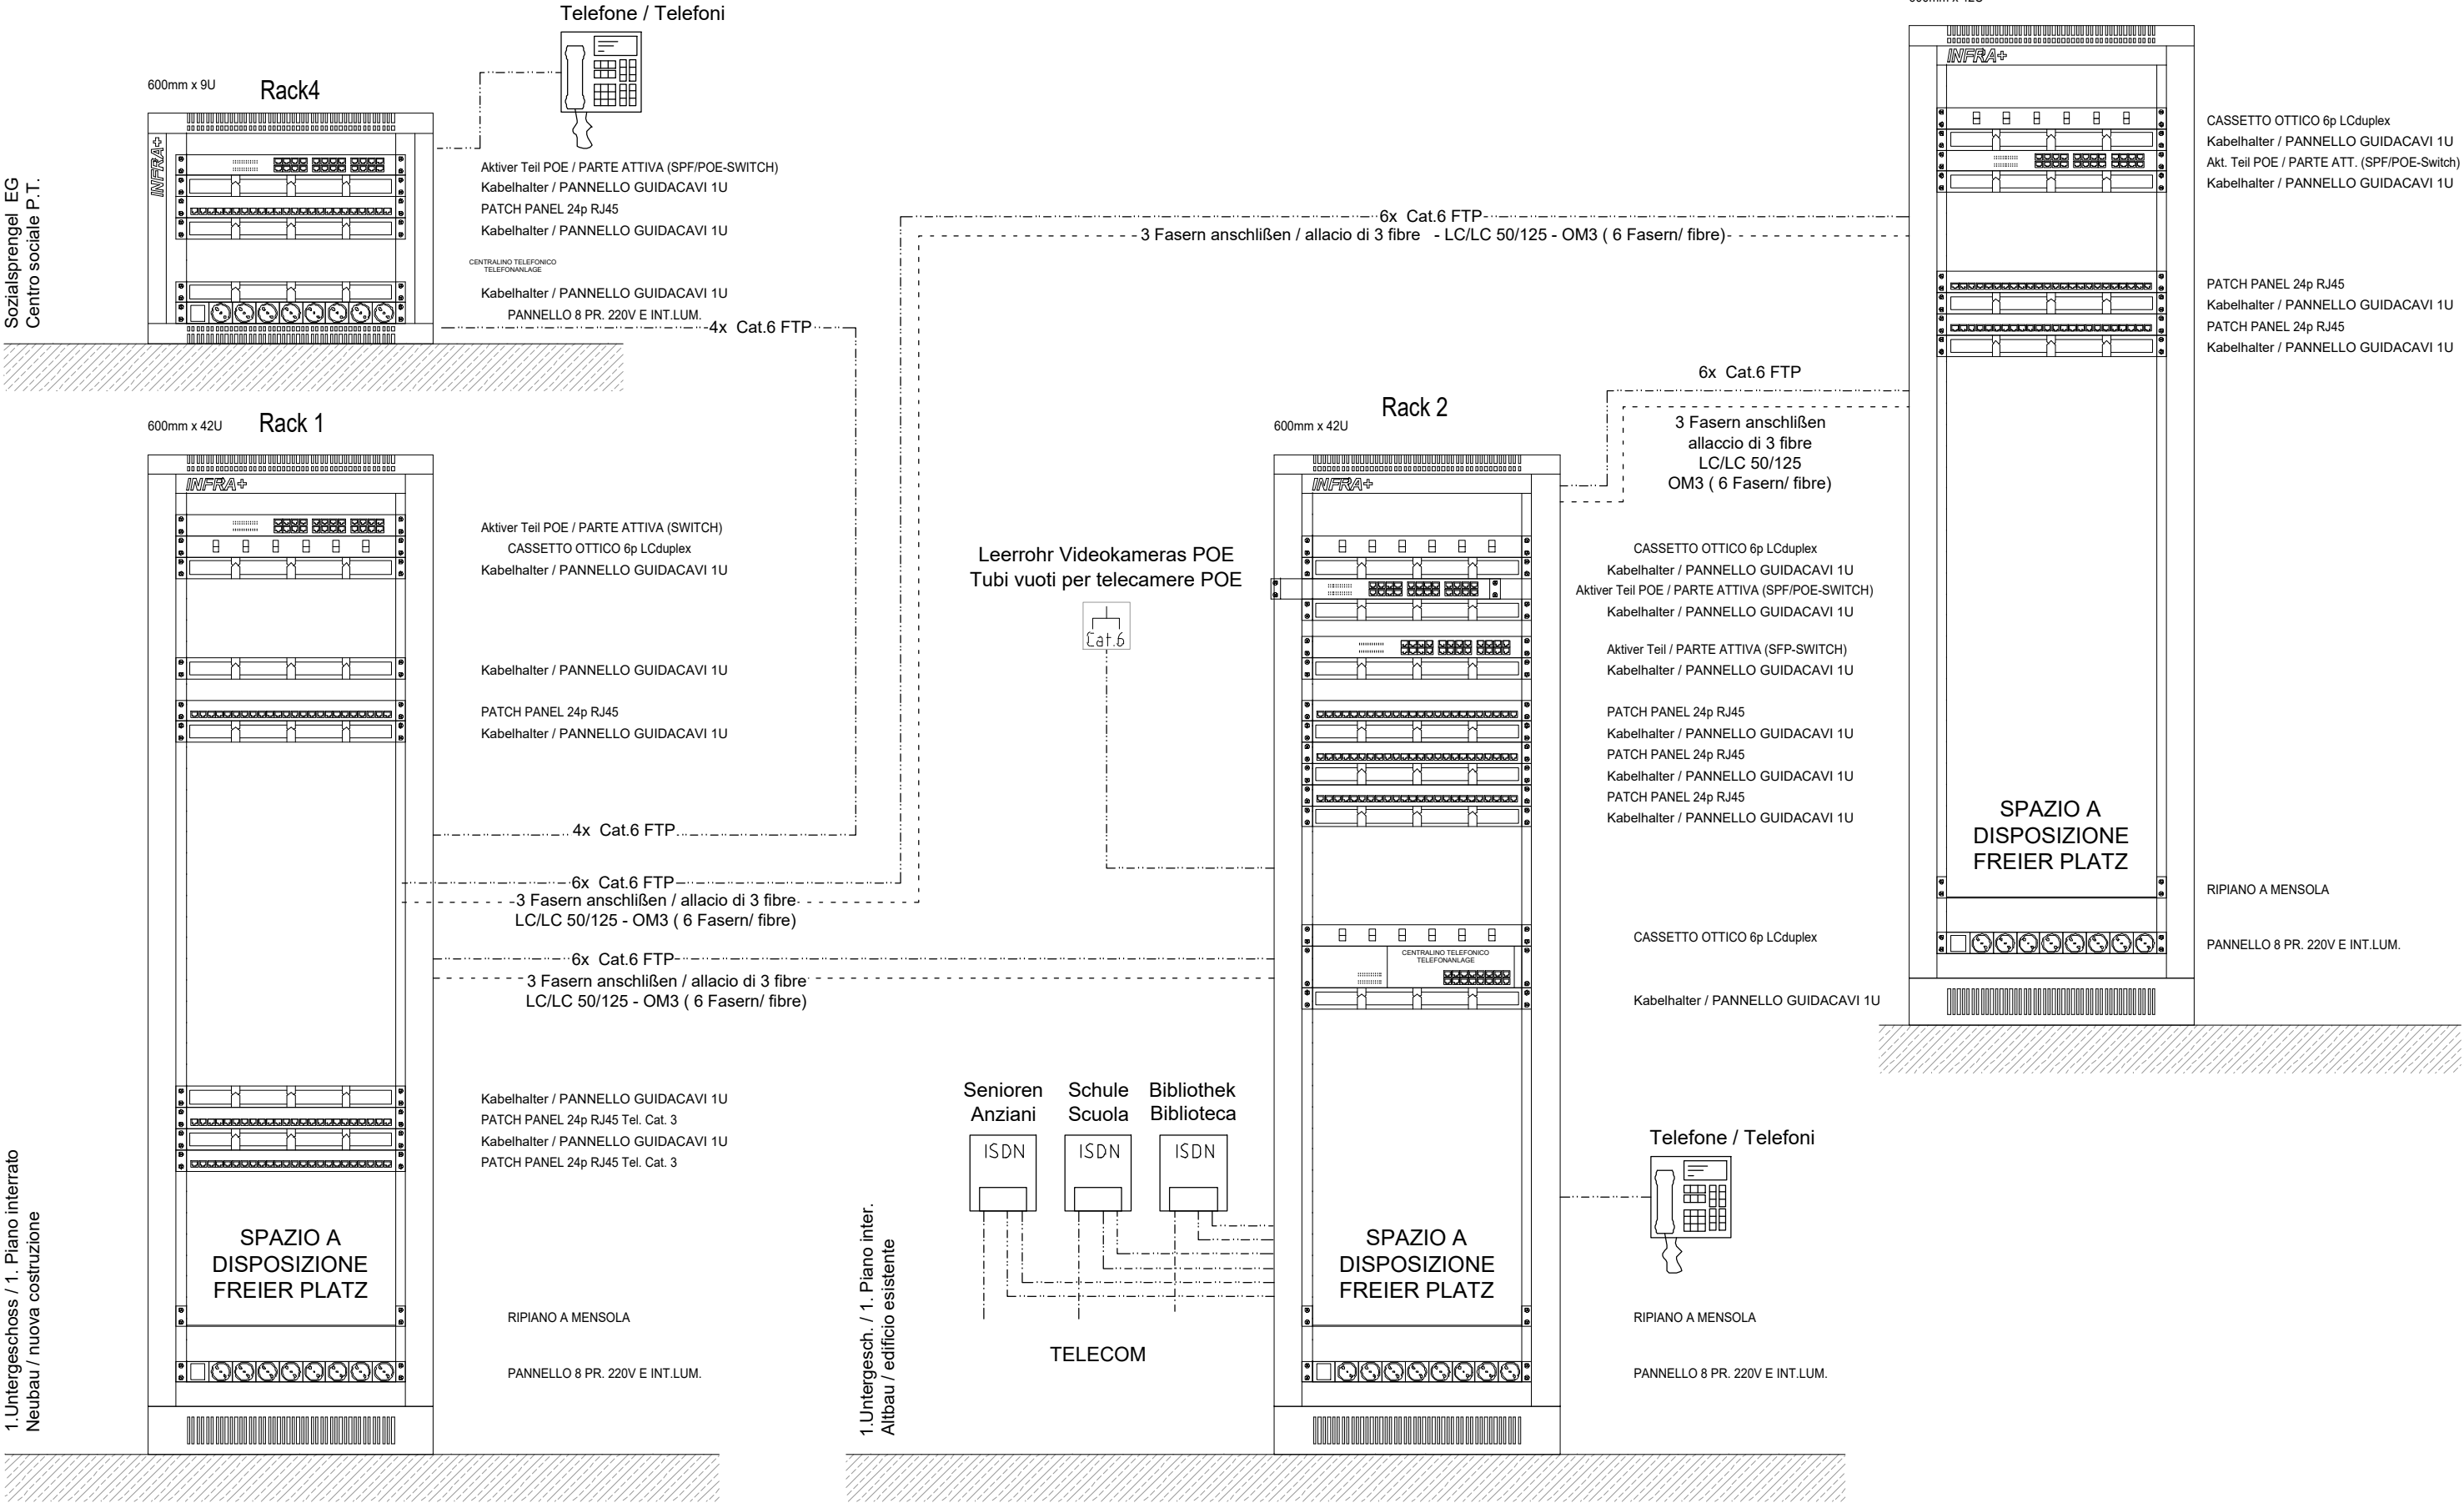 Telefone / Telefoni
600mm x 9U
Rack4
INFRA+
Sozialsprengel EG
Centro sociale P.T.
Aktiver Teil POE / PARTE ATTIVA (SPF/POE-SWITCH)
Kabelhalter / PANNELLO GUIDACAVI 1U
PATCH PANEL 24p RJ45
Kabelhalter / PANNELLO GUIDACAVI 1U
CENTRALINO TELEFONICO
TELEFONANLAGE
Kabelhalter / PANNELLO GUIDACAVI 1U
PANNELLO 8 PR. 220V E INT.LUM.
4x Cat.6 FTP
6x Cat.6 FTP
3 Fasern anschlißen / allacio di 3 fibre - LC/LC 50/125 - OM3 ( 6 Fasern/ fibre)
INFRA+
CASSETTO OTTICO 6p LCduplex
Kabelhalter / PANNELLO GUIDACAVI 1U
Akt. Teil POE / PARTE ATT. (SPF/POE-Switch)
Kabelhalter / PANNELLO GUIDACAVI 1U
PATCH PANEL 24p RJ45
Kabelhalter / PANNELLO GUIDACAVI 1U
PATCH PANEL 24p RJ45
Kabelhalter / PANNELLO GUIDACAVI 1U
SPAZIO A
DISPOSIZIONE
FREIER PLATZ
RIPIANO A MENSOLA
PANNELLO 8 PR. 220V E INT.LUM.
6x Cat.6 FTP
3 Fasern anschlißen
allaccio di 3 fibre
LC/LC 50/125
OM3 ( 6 Fasern/ fibre)
600mm x 42U
Rack 1
INFRA+
Aktiver Teil POE / PARTE ATTIVA (SWITCH)
CASSETTO OTTICO 6p LCduplex
Kabelhalter / PANNELLO GUIDACAVI 1U
Kabelhalter / PANNELLO GUIDACAVI 1U
PATCH PANEL 24p RJ45
Kabelhalter / PANNELLO GUIDACAVI 1U
4x Cat.6 FTP
6x Cat.6 FTP
3 Fasern anschlißen / allacio di 3 fibre
LC/LC 50/125 - OM3 ( 6 Fasern/ fibre)
6x Cat.6 FTP
3 Fasern anschlißen / allacio di 3 fibre
LC/LC 50/125 - OM3 ( 6 Fasern/ fibre)
Kabelhalter / PANNELLO GUIDACAVI 1U
PATCH PANEL 24p RJ45 Tel. Cat. 3
Kabelhalter / PANNELLO GUIDACAVI 1U
PATCH PANEL 24p RJ45 Tel. Cat. 3
SPAZIO A
DISPOSIZIONE
FREIER PLATZ
RIPIANO A MENSOLA
PANNELLO 8 PR. 220V E INT.LUM.
1.Untergeschoss / 1. Piano interrato
Neubau / nuova costruzione
Leerrohr Videokameras POE
Tubi vuoti per telecamere POE
Cat.6
600mm x 42U
Rack 2
INFRA+
CASSETTO OTTICO 6p LCduplex
Kabelhalter / PANNELLO GUIDACAVI 1U
Aktiver Teil POE / PARTE ATTIVA (SPF/POE-SWITCH)
Kabelhalter / PANNELLO GUIDACAVI 1U
Aktiver Teil / PARTE ATTIVA (SFP-SWITCH)
Kabelhalter / PANNELLO GUIDACAVI 1U
PATCH PANEL 24p RJ45
Kabelhalter / PANNELLO GUIDACAVI 1U
PATCH PANEL 24p RJ45
Kabelhalter / PANNELLO GUIDACAVI 1U
PATCH PANEL 24p RJ45
Kabelhalter / PANNELLO GUIDACAVI 1U
CASSETTO OTTICO 6p LCduplex
CENTRALINO TELEFONICO
TELEFONANLAGE
Kabelhalter / PANNELLO GUIDACAVI 1U
Senioren
Anziani
Schule
Scuola
Bibliothek
Biblioteca
ISDN
ISDN
ISDN
TELECOM
Telefone / Telefoni
SPAZIO A
DISPOSIZIONE
FREIER PLATZ
RIPIANO A MENSOLA
PANNELLO 8 PR. 220V E INT.LUM.
1.Untergesch. / 1. Piano inter.
Altbau / edificio esistente